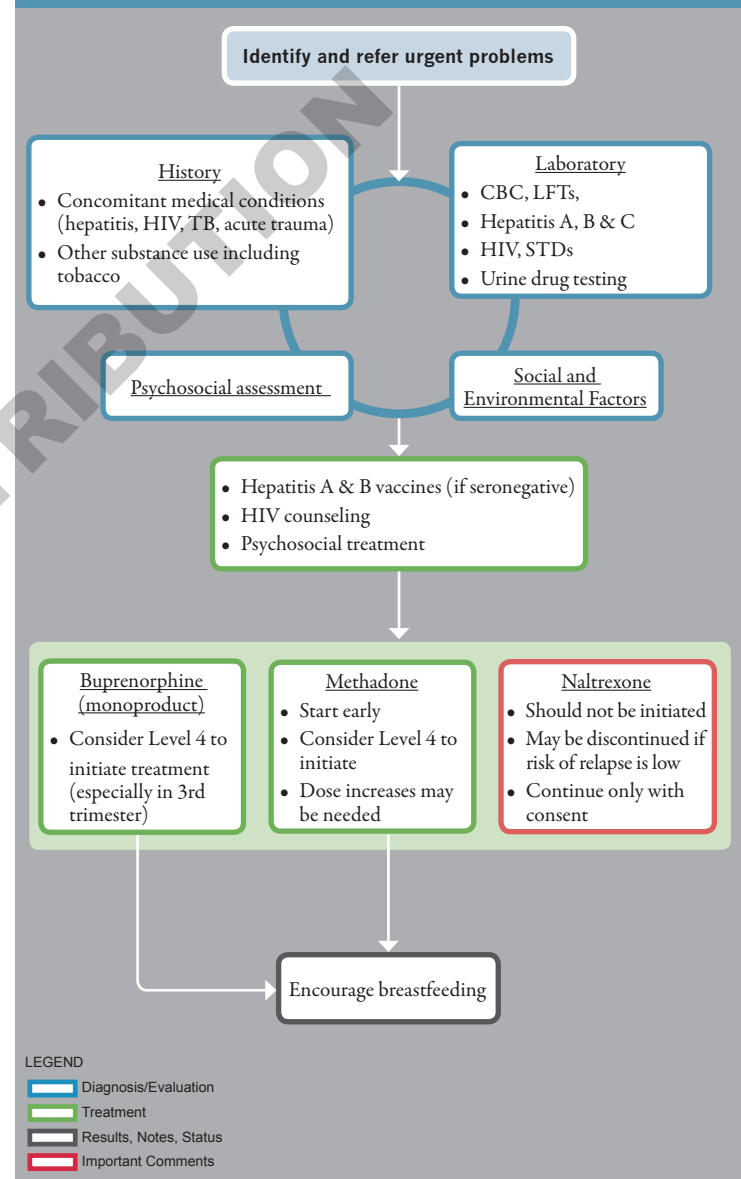 Identify and refer urgent problems
History
• Concomitant medical conditions
(hepatitis, HIV, TB, acute trauma)
• Other substance use including
tobacco
Laboratory
• CBC, LFTs,
• Hepatitis A, B & C
• HIV, STDs
• Urine drug testing
Psychosocial assessment
Social and
Environmental Factors
• Hepatitis A & B vaccines (if seronegative)
• HIV counseling
• Psychosocial treatment
Buprenorphine
(monoproduct)
• Consider Level 4 to
initiate treatment
(especially in 3rd
trimester)
Methadone
• Start early
• Consider Level 4 to
initiate
• Dose increases may
be needed
Naltrexone
• Should not be initiated
• May be discontinued if
risk of relapse is low
• Continue only with
consent
Encourage breastfeeding
LEGEND
Diagnosis/Evaluation
Treatment
Results, Notes, Status
Important Comments
TRIBUTION